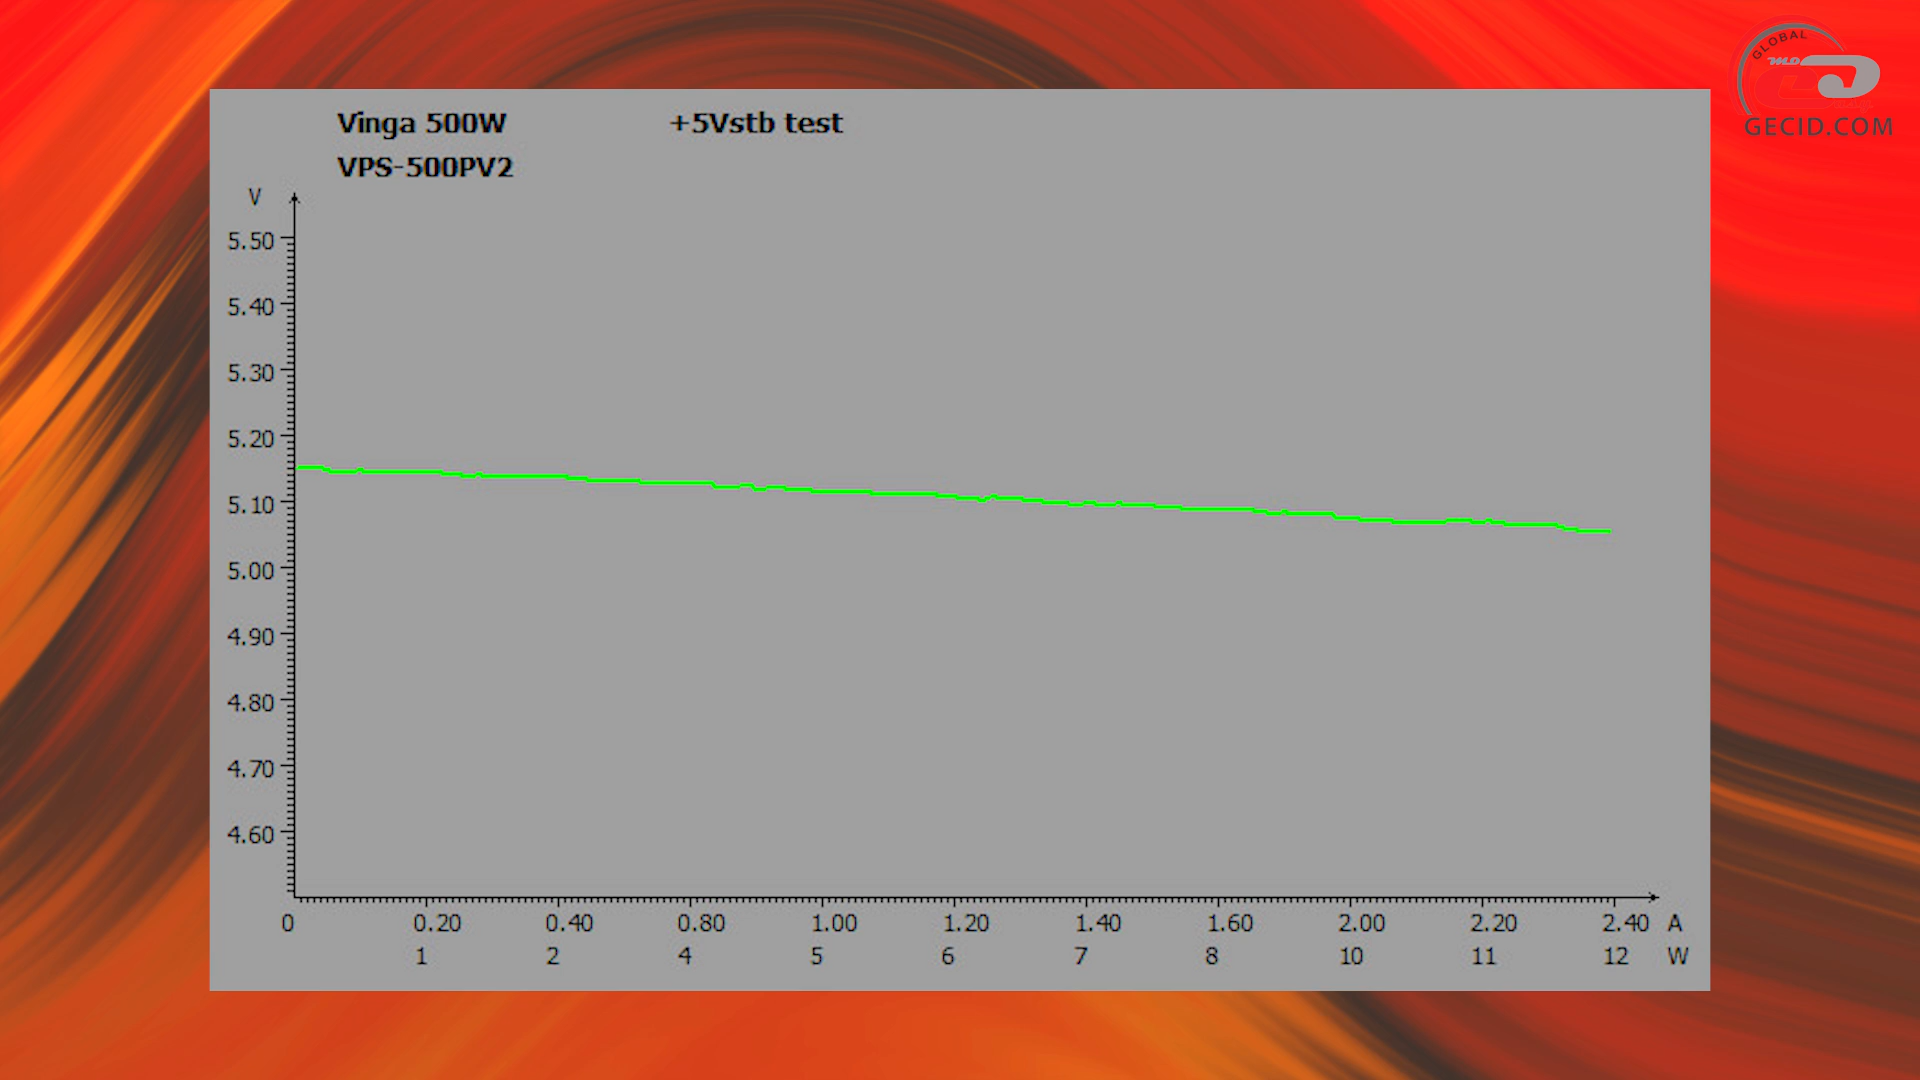 GLOBAL
GECID.COM
Vinga 500W +5Vstb test
VPS-500PV2
V
5.50
5.40
5.30
5.20
5.10
5.00
4.90
4.80
4.70
4.60
0 0.20 0.40 0.80 1.00 1.20 1.40 1.60 2.00 2.20 2.40 A
1 2 4 5 6 7 8 10 11 12 W